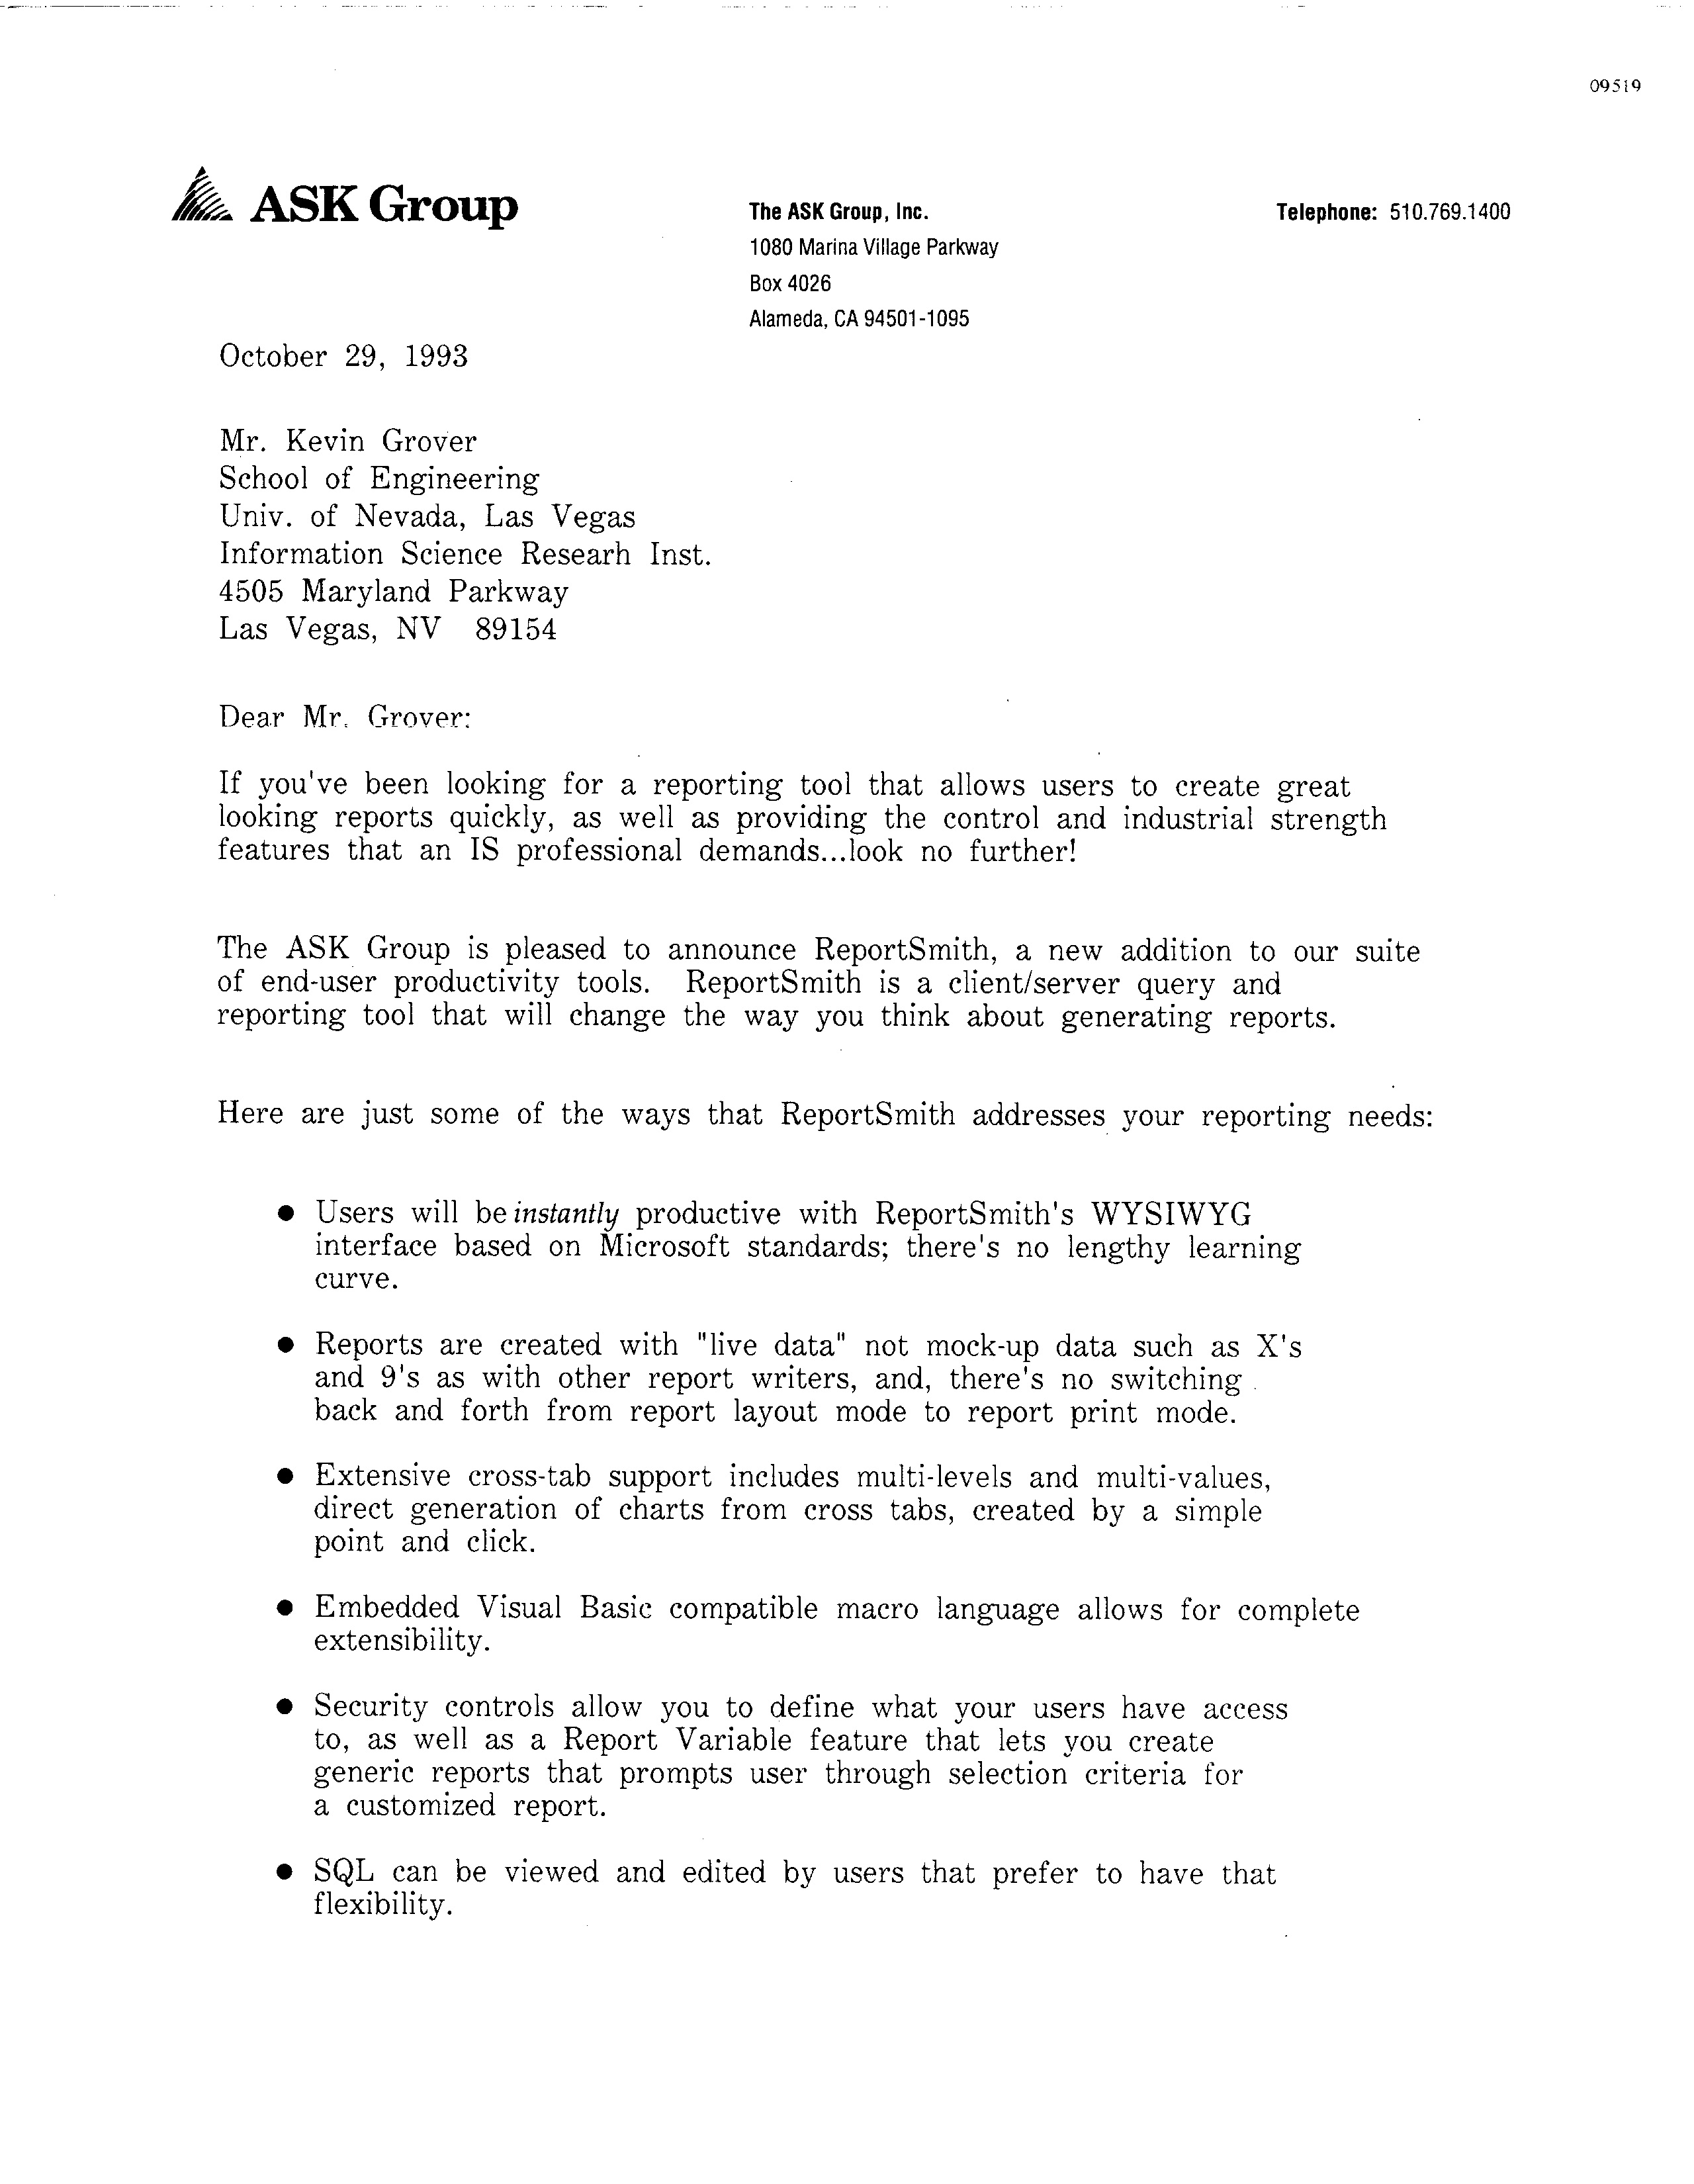 09519
ASK Group
The ASK Group, Inc.
Telephone: 510.769.1400
1080 Marina Village Parkway
Box 4026
Alameda, CA 94501-1095
October 29, 1993
Mr. Kevin Grover
School of Engineering
Univ. of Nevada, Las Vegas
Information Science Researh Inst.
4505 Maryland Parkway
Las Vegas, NV 89154
Dear Mr. Grover:
If you've been looking for a reporting tool that allows users to create great
looking reports quickly, as well as providing the control and industrial strength
features that an IS professional demands...look no further!
The ASK Group is pleased to announce ReportSmith, a new addition to our suite
of end-user productivity tools. ReportSmith is a client/server query and
reporting tool that will change the way you think about generating reports.
Here are just some of the ways that ReportSmith addresses your reporting needs:
● Users will be instantly productive with ReportSmith's WYSIWYG
interface based on Microsoft standards; there's no lengthy learning
curve.
● Reports are created with "live data" not mock-up data such as X's
and 9's as with other report writers, and, there's no switching
back and forth from report layout mode to report print mode.
● Extensive cross-tab support includes multi-levels and multi-values,
direct generation of charts from cross tabs, created by a simple
point and click.
● Embedded Visual Basic compatible macro language allows for complete
extensibility.
● Security controls allow you to define what your users have access
to, as well as a Report Variable feature that lets you create
generic reports that prompts user through selection criteria for
a customized report.
● SQL can be viewed and edited by users that prefer to have that
flexibility.